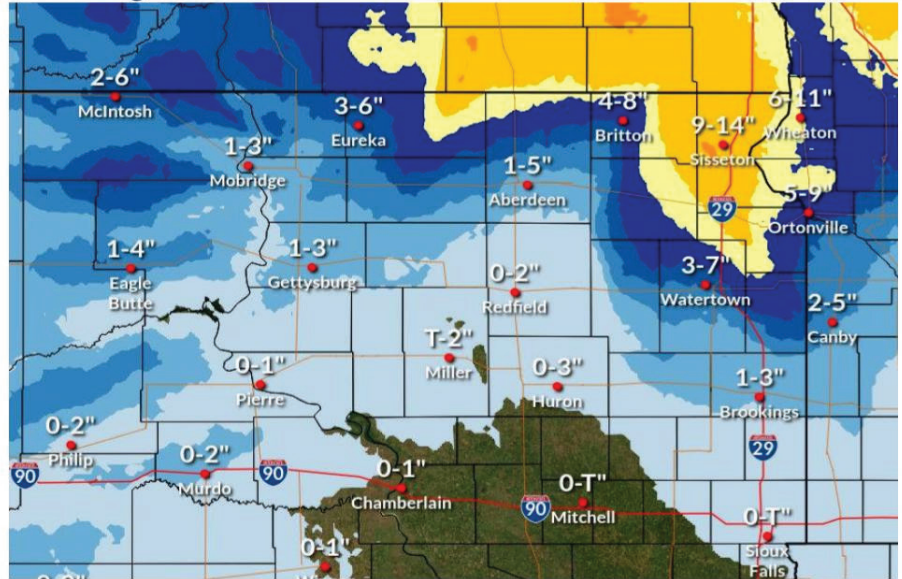 2-6"
McIntosh
3-6"
Eureka
4-8"
Britton
9-14"
Sisseton
6-11"
Wheaton
1-3"
Mobridge
1-5"
Aberdeen
29
5-9"
Ortonville
1-4"
Eagle
Butte
1-3"
Gettysburg
0-2"
Redfield
3-7"
Watertown
2-5"
Canby
T-2"
Miller
0-1"
Pierre
0-3"
Huron
1-3"
Brookings
0-2"
Philip
90
0-2"
Murdo
90
0-1"
Chamberlain
90
0-T"
Mitchell
29
0-T"
Sioux
Falls
0-1"